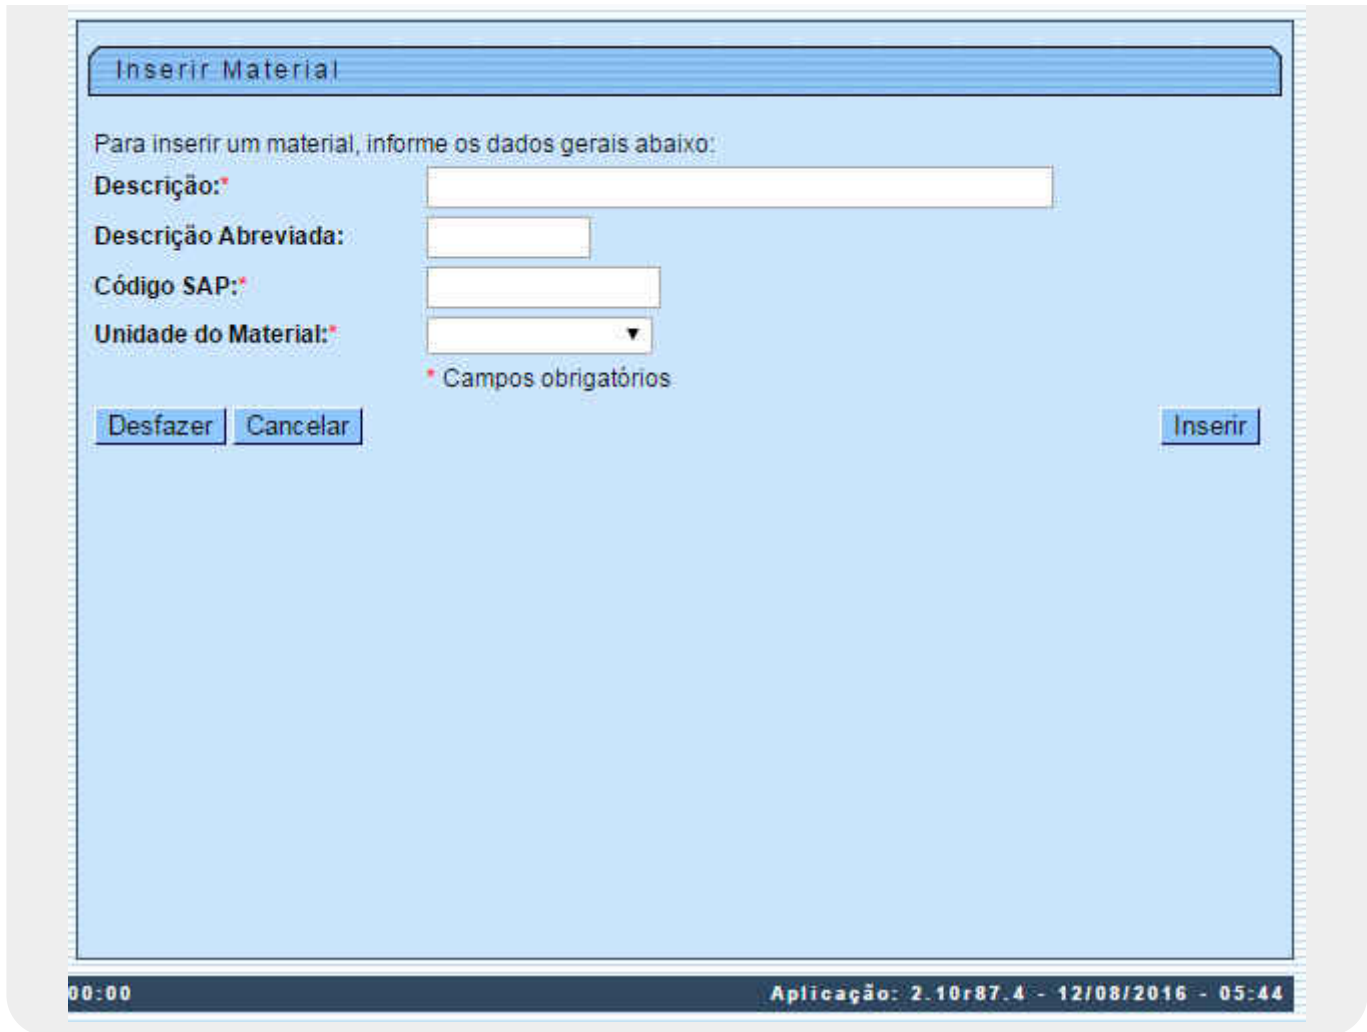 Inserir Material
Para inserir um material, informe os dados gerais abaixo:
Descrição:*
Descrição Abreviada:
Código SAP:*
Unidade do Material:*
* Campos obrigatórios
Desfazer Cancelar Inserir
00:00 Aplicação: 2.10r87.4 - 12/08/2016 - 05:44